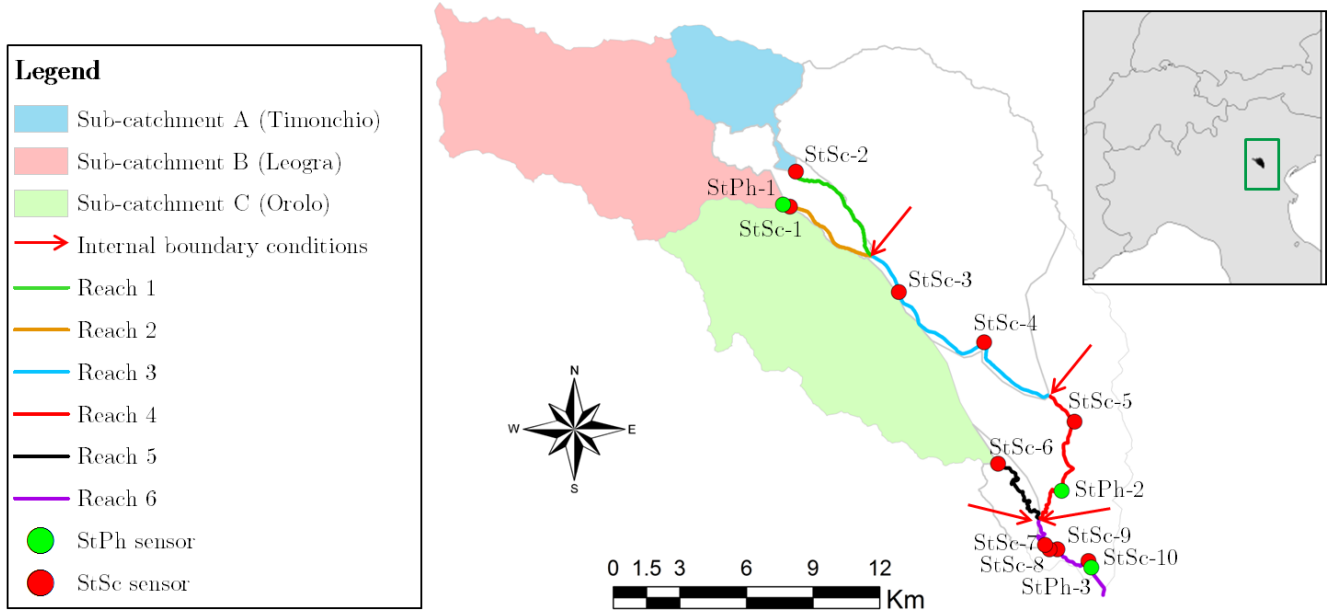 Legend
Sub-catchment A (Timonchio)
Sub-catchment B (Leogra)
Sub-catchment C (Orolo)
Internal boundary conditions
Reach 1
Reach 2
Reach 3
Reach 4
Reach 5
Reach 6
StPh sensor
StSc sensor
StSc-2
StPh-1
StSc-1
StSc-3
StSc-4
StSc-5
StSc-6
StPh-2
StSc-7
StSc-9
StSc-8
StSc-10
StPh-3
N
W
E
S
0 1.5 3 6 9 12
Km